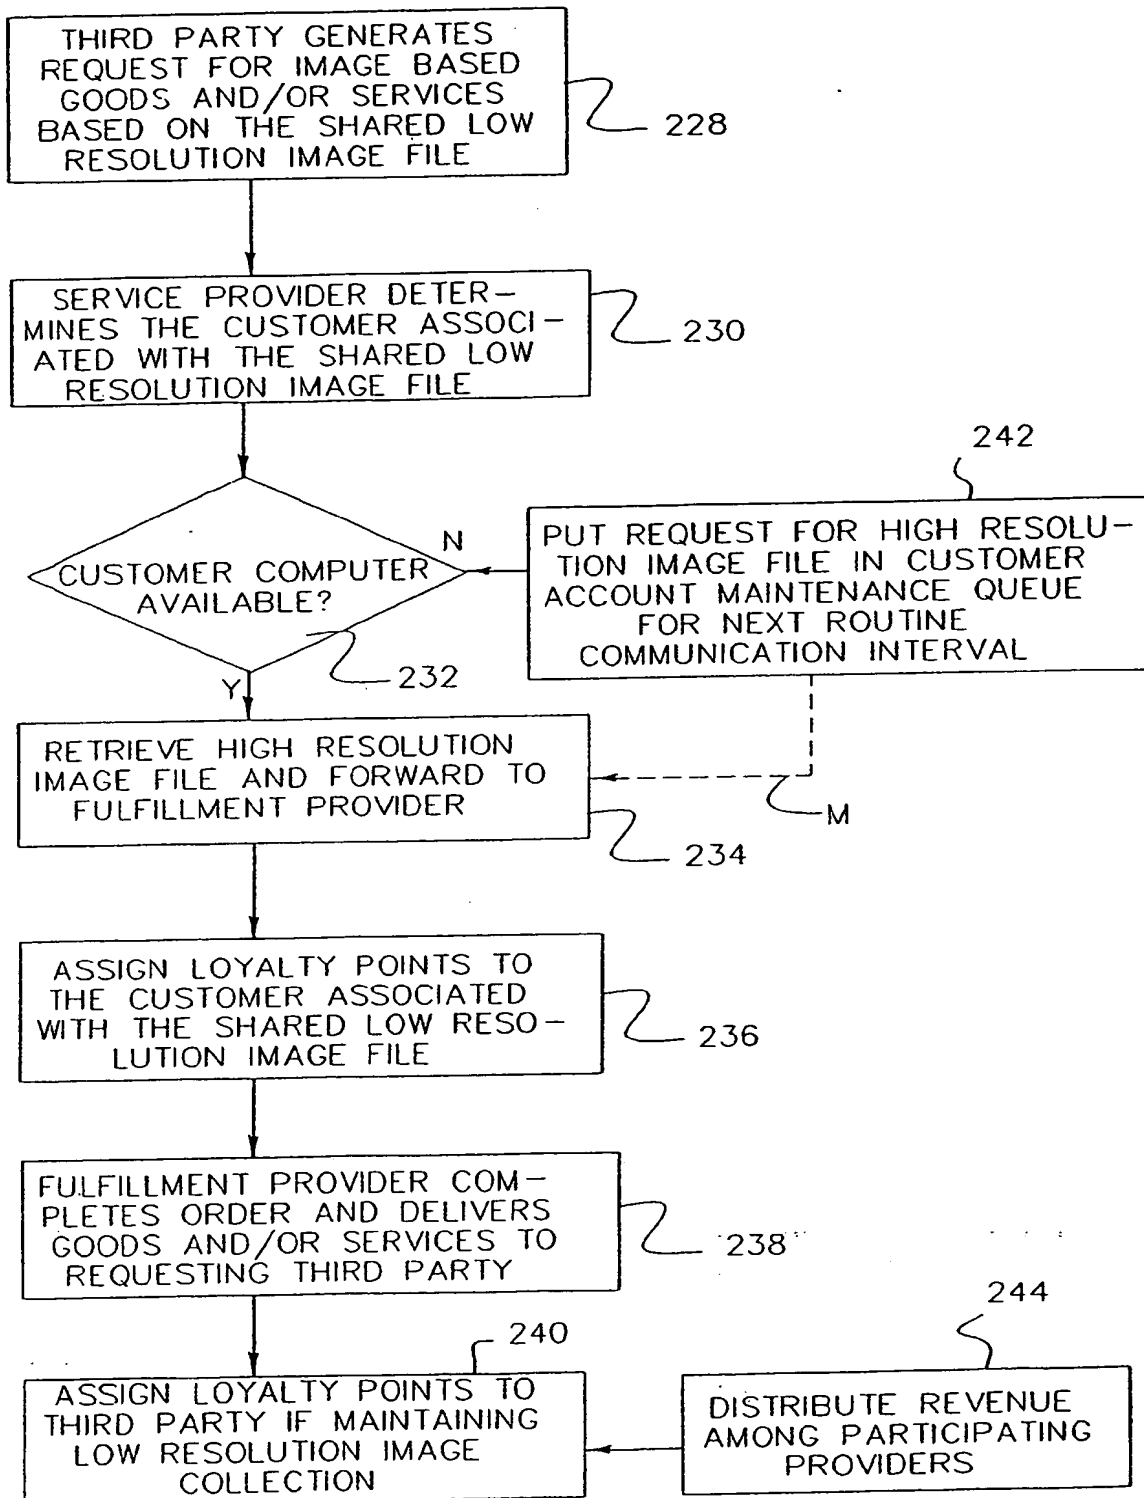 THIRD PARTY GENERATES
REQUEST FOR IMAGE BASED
GOODS AND/OR SERVICES
BASED ON THE SHARED LOW
RESOLUTION IMAGE FILE
228
SERVICE PROVIDER DETER-
MINES THE CUSTOMER ASSOCI-
ATED WITH THE SHARED LOW
RESOLUTION IMAGE FILE
230
242
CUSTOMER COMPUTER
AVAILABLE?
N
232
Y
PUT REQUEST FOR HIGH RESOLU-
TION IMAGE FILE IN CUSTOMER
ACCOUNT MAINTENANCE QUEUE
FOR NEXT ROUTINE
COMMUNICATION INTERVAL
RETRIEVE HIGH RESOLUTION
IMAGE FILE AND FORWARD TO
FULFILLMENT PROVIDER
M
234
ASSIGN LOYALTY POINTS TO
THE CUSTOMER ASSOCIATED
WITH THE SHARED LOW RESO-
LUTION IMAGE FILE
236
FULFILLMENT PROVIDER COM-
PLETES ORDER AND DELIVERS
GOODS AND/OR SERVICES TO
REQUESTING THIRD PARTY
238
240
ASSIGN LOYALTY POINTS TO
THIRD PARTY IF MAINTAINING
LOW RESOLUTION IMAGE
COLLECTION
244
DISTRIBUTE REVENUE
AMONG PARTICIPATING
PROVIDERS